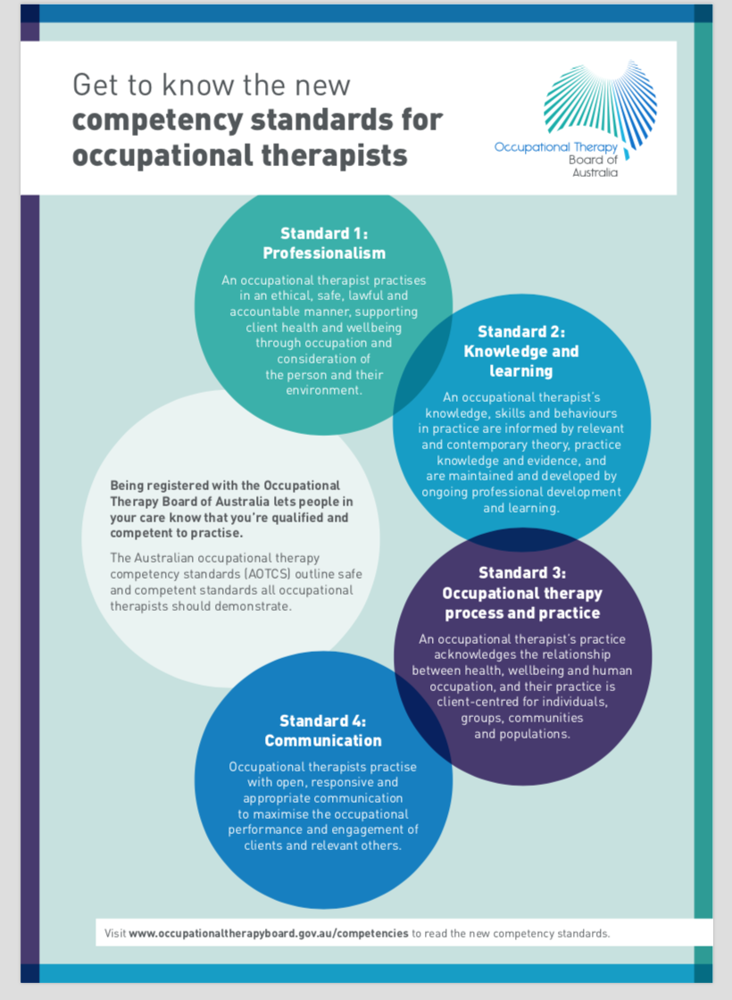 Get to know the new
competency standards for
occupational therapists
Occupational Therapy
Board of
Australia
Standard 1:
Professionalism
An occupational therapist practises
in an ethical, safe, lawful and
accountable manner, supporting
client health and wellbeing
through occupation and
consideration of
the person and their
environment.
Standard 2:
Knowledge and
learning
An occupational therapist's
knowledge, skills and behaviours
in practice are informed by relevant
and contemporary theory, practice
knowledge and evidence, and
are maintained and developed by
ongoing professional development
and learning.
Being registered with the Occupational
Therapy Board of Australia lets people in
your care know that you're qualified and
competent to practise.
The Australian occupational therapy
competency standards (AOTCS) outline safe
and competent standards all occupational
therapists should demonstrate.
Standard 3:
Occupational therapy
process and practice
An occupational therapist's practice
acknowledges the relationship
between health, wellbeing and human
occupation, and their practice is
client-centred for individuals,
groups, communities
and populations.
Standard 4:
Communication
Occupational therapists practise
with open, responsive and
appropriate communication
to maximise the occupational
performance and engagement of
clients and relevant others.
Visit www.occupationaltherapyboard.gov.au/competencies to read the new competency standards.